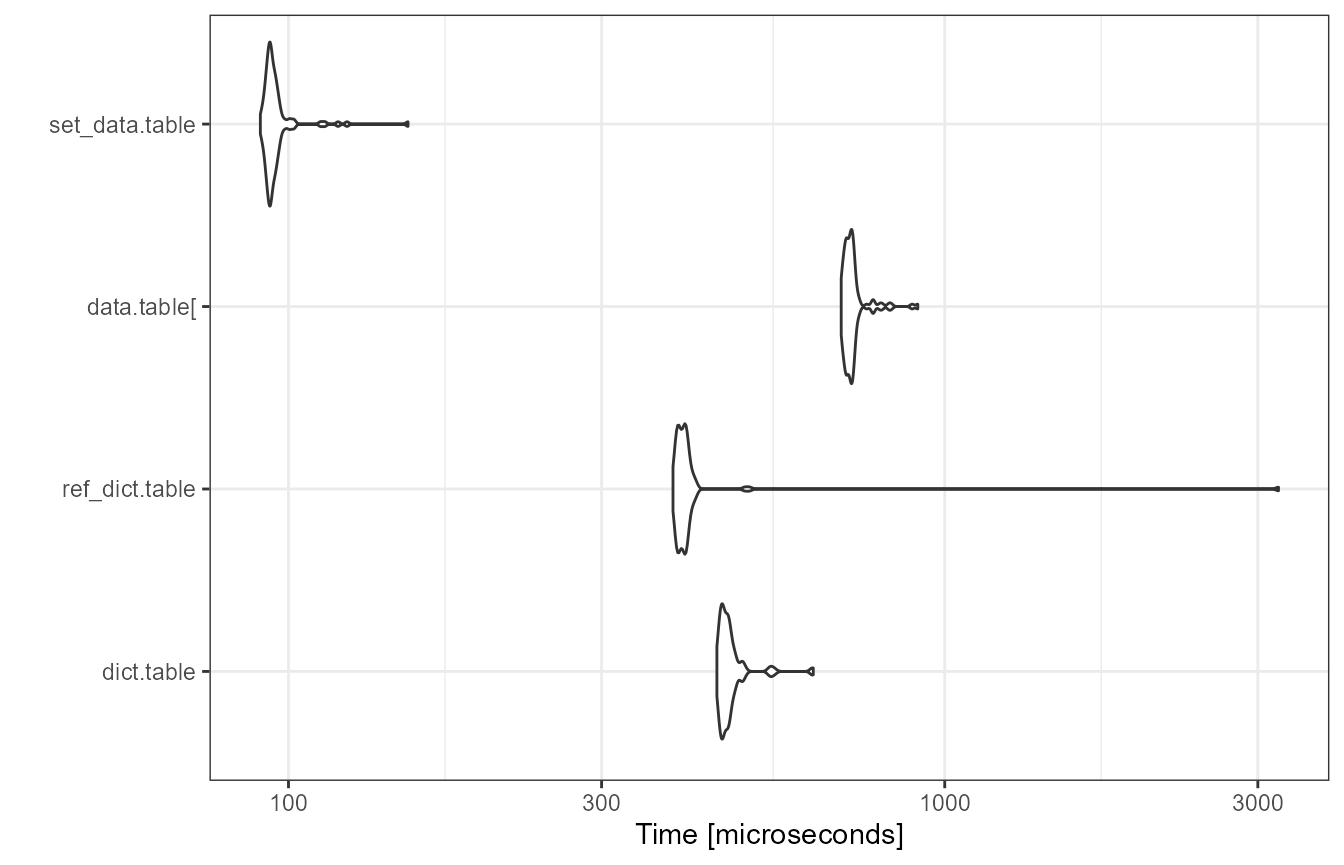 set_data.table
data.table[
ref_dict.table
dict.table
100 300 1000 3000
Time [microseconds]